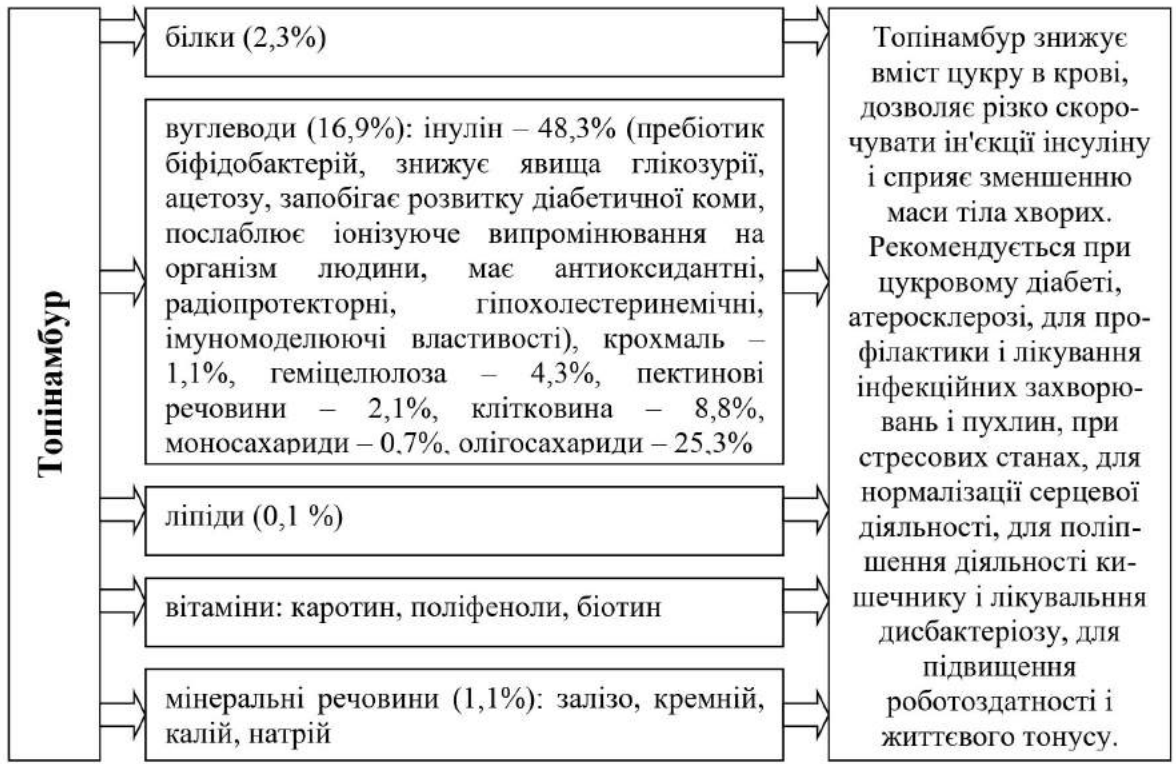 Топінамбур
білки (2,3%)
вуглеводи (16,9%): інулін – 48,3% (пребіотик
біфідобактерій, знижує явища глікозурії,
ацетозу, запобігає розвитку діабетичної коми,
послаблює іонізуюче випромінювання на
організм людини, має антиоксидантні,
радіопротекторні, гіпохолестеринемічні,
імуномоделюючі властивості), крохмаль –
1,1%, геміцелюлоза – 4,3%, пектинові
речовини – 2,1%, клітковина – 8,8%,
моносахариди – 0,7%, олігосахариди – 25,3%
ліпіди (0,1 %)
вітаміни: каротин, поліфеноли, біотин
мінеральні речовини (1,1%): залізо, кремній,
калій, натрій
Топінамбур знижує
вміст цукру в крові,
дозволяє різко скоро-
чувати ін'єкції інсуліну
і сприяє зменшенню
маси тіла хворих.
Рекомендується при
цукровому діабеті,
атеросклерозі, для про-
філактики і лікування
інфекційних захворю-
вань і пухлин, при
стресових станах, для
нормалізації серцевої
діяльності, для поліп-
шення діяльності ки-
шечнику і лікувальння
дисбактеріозу, для
підвищення
роботоздатності і
життєвого тонусу.